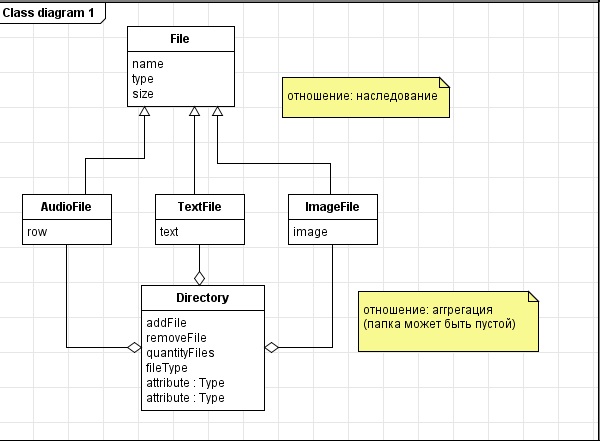 Class diagram 1
File
name
type
size
отношение: наследование
AudioFile
row
TextFile
text
ImageFile
image
Directory
addFile
removeFile
quantityFiles
fileType
attribute : Type
attribute : Type
отношение: аггрегация
(папка может быть пустой)